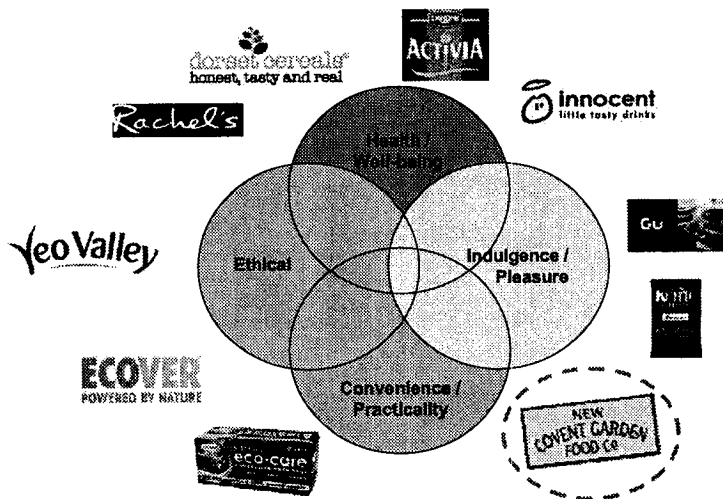 dorset cereals
honest, tasty and real
ACTIVIA
innocent
little tasty drinks
Rachel's
Health /
Well-being
Gu
Yeo Valley
Ethical
Indulgence /
Pleasure
ECOVER
POWERED BY NATURE
Convenience /
Practicality
NEW
COVENT GARDEN
FOOD Co
eco-care